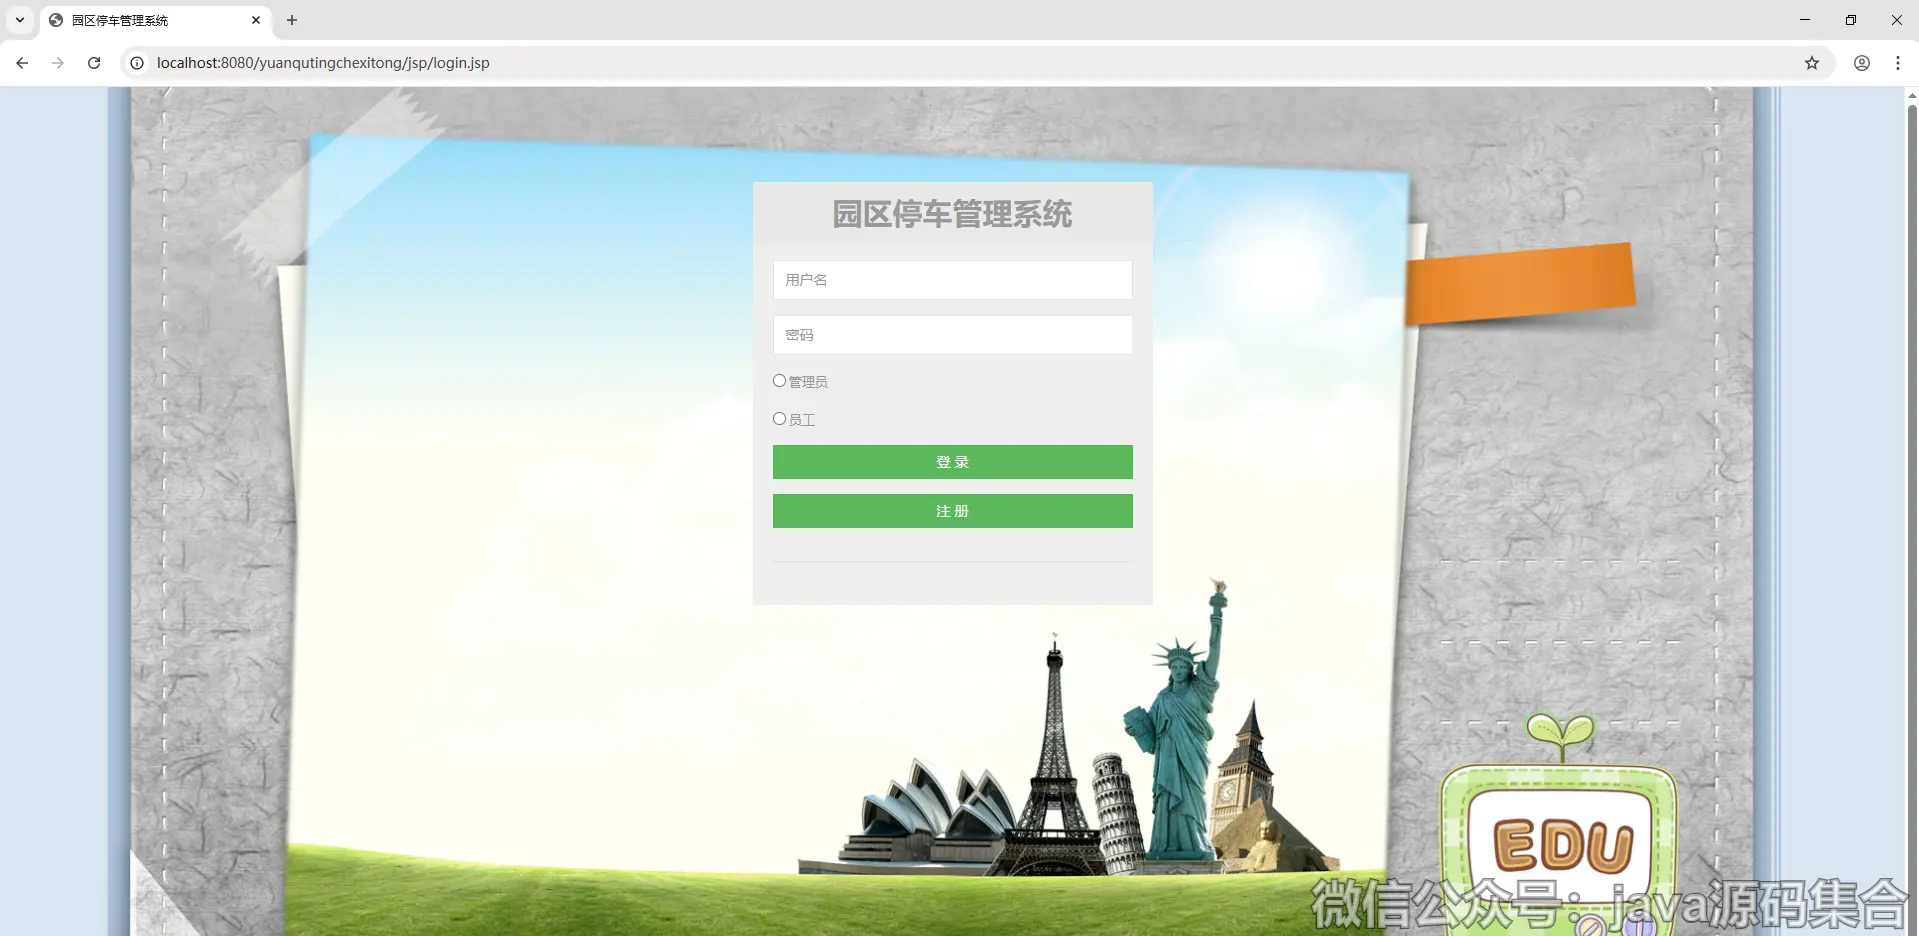 园区停车管理系统
localhost:8080/yuanqutingchexitong/jsp/login.jsp
园区停车管理系统
用户名
密码
管理员
员工
登 录
注 册
EDU
微信公众号：java源码集合